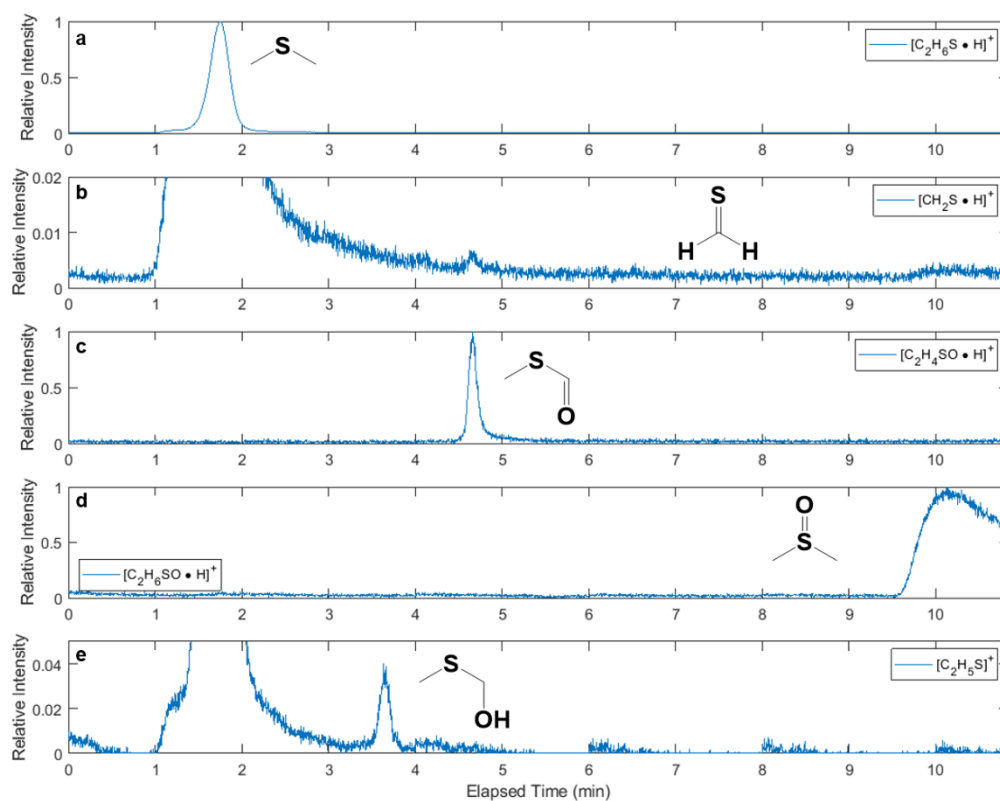 a
S
[C2H6S • H]+
Relative Intensity
1
0.5
0
0 1 2 3 4 5 6 7 8 9 10
b
S
H H
[CH2S • H]+
Relative Intensity
0.02
0.01
0
0 1 2 3 4 5 6 7 8 9 10
c
S
O
[C2H4SO • H]+
Relative Intensity
1
0.5
0
0 1 2 3 4 5 6 7 8 9 10
d
O
S
[C2H6SO • H]+
Relative Intensity
1
0.5
0
0 1 2 3 4 5 6 7 8 9 10
e
S
OH
[C2H5S]+
Relative Intensity
0.04
0.02
0
0 1 2 3 4 5 6 7 8 9 10
Elapsed Time (min)